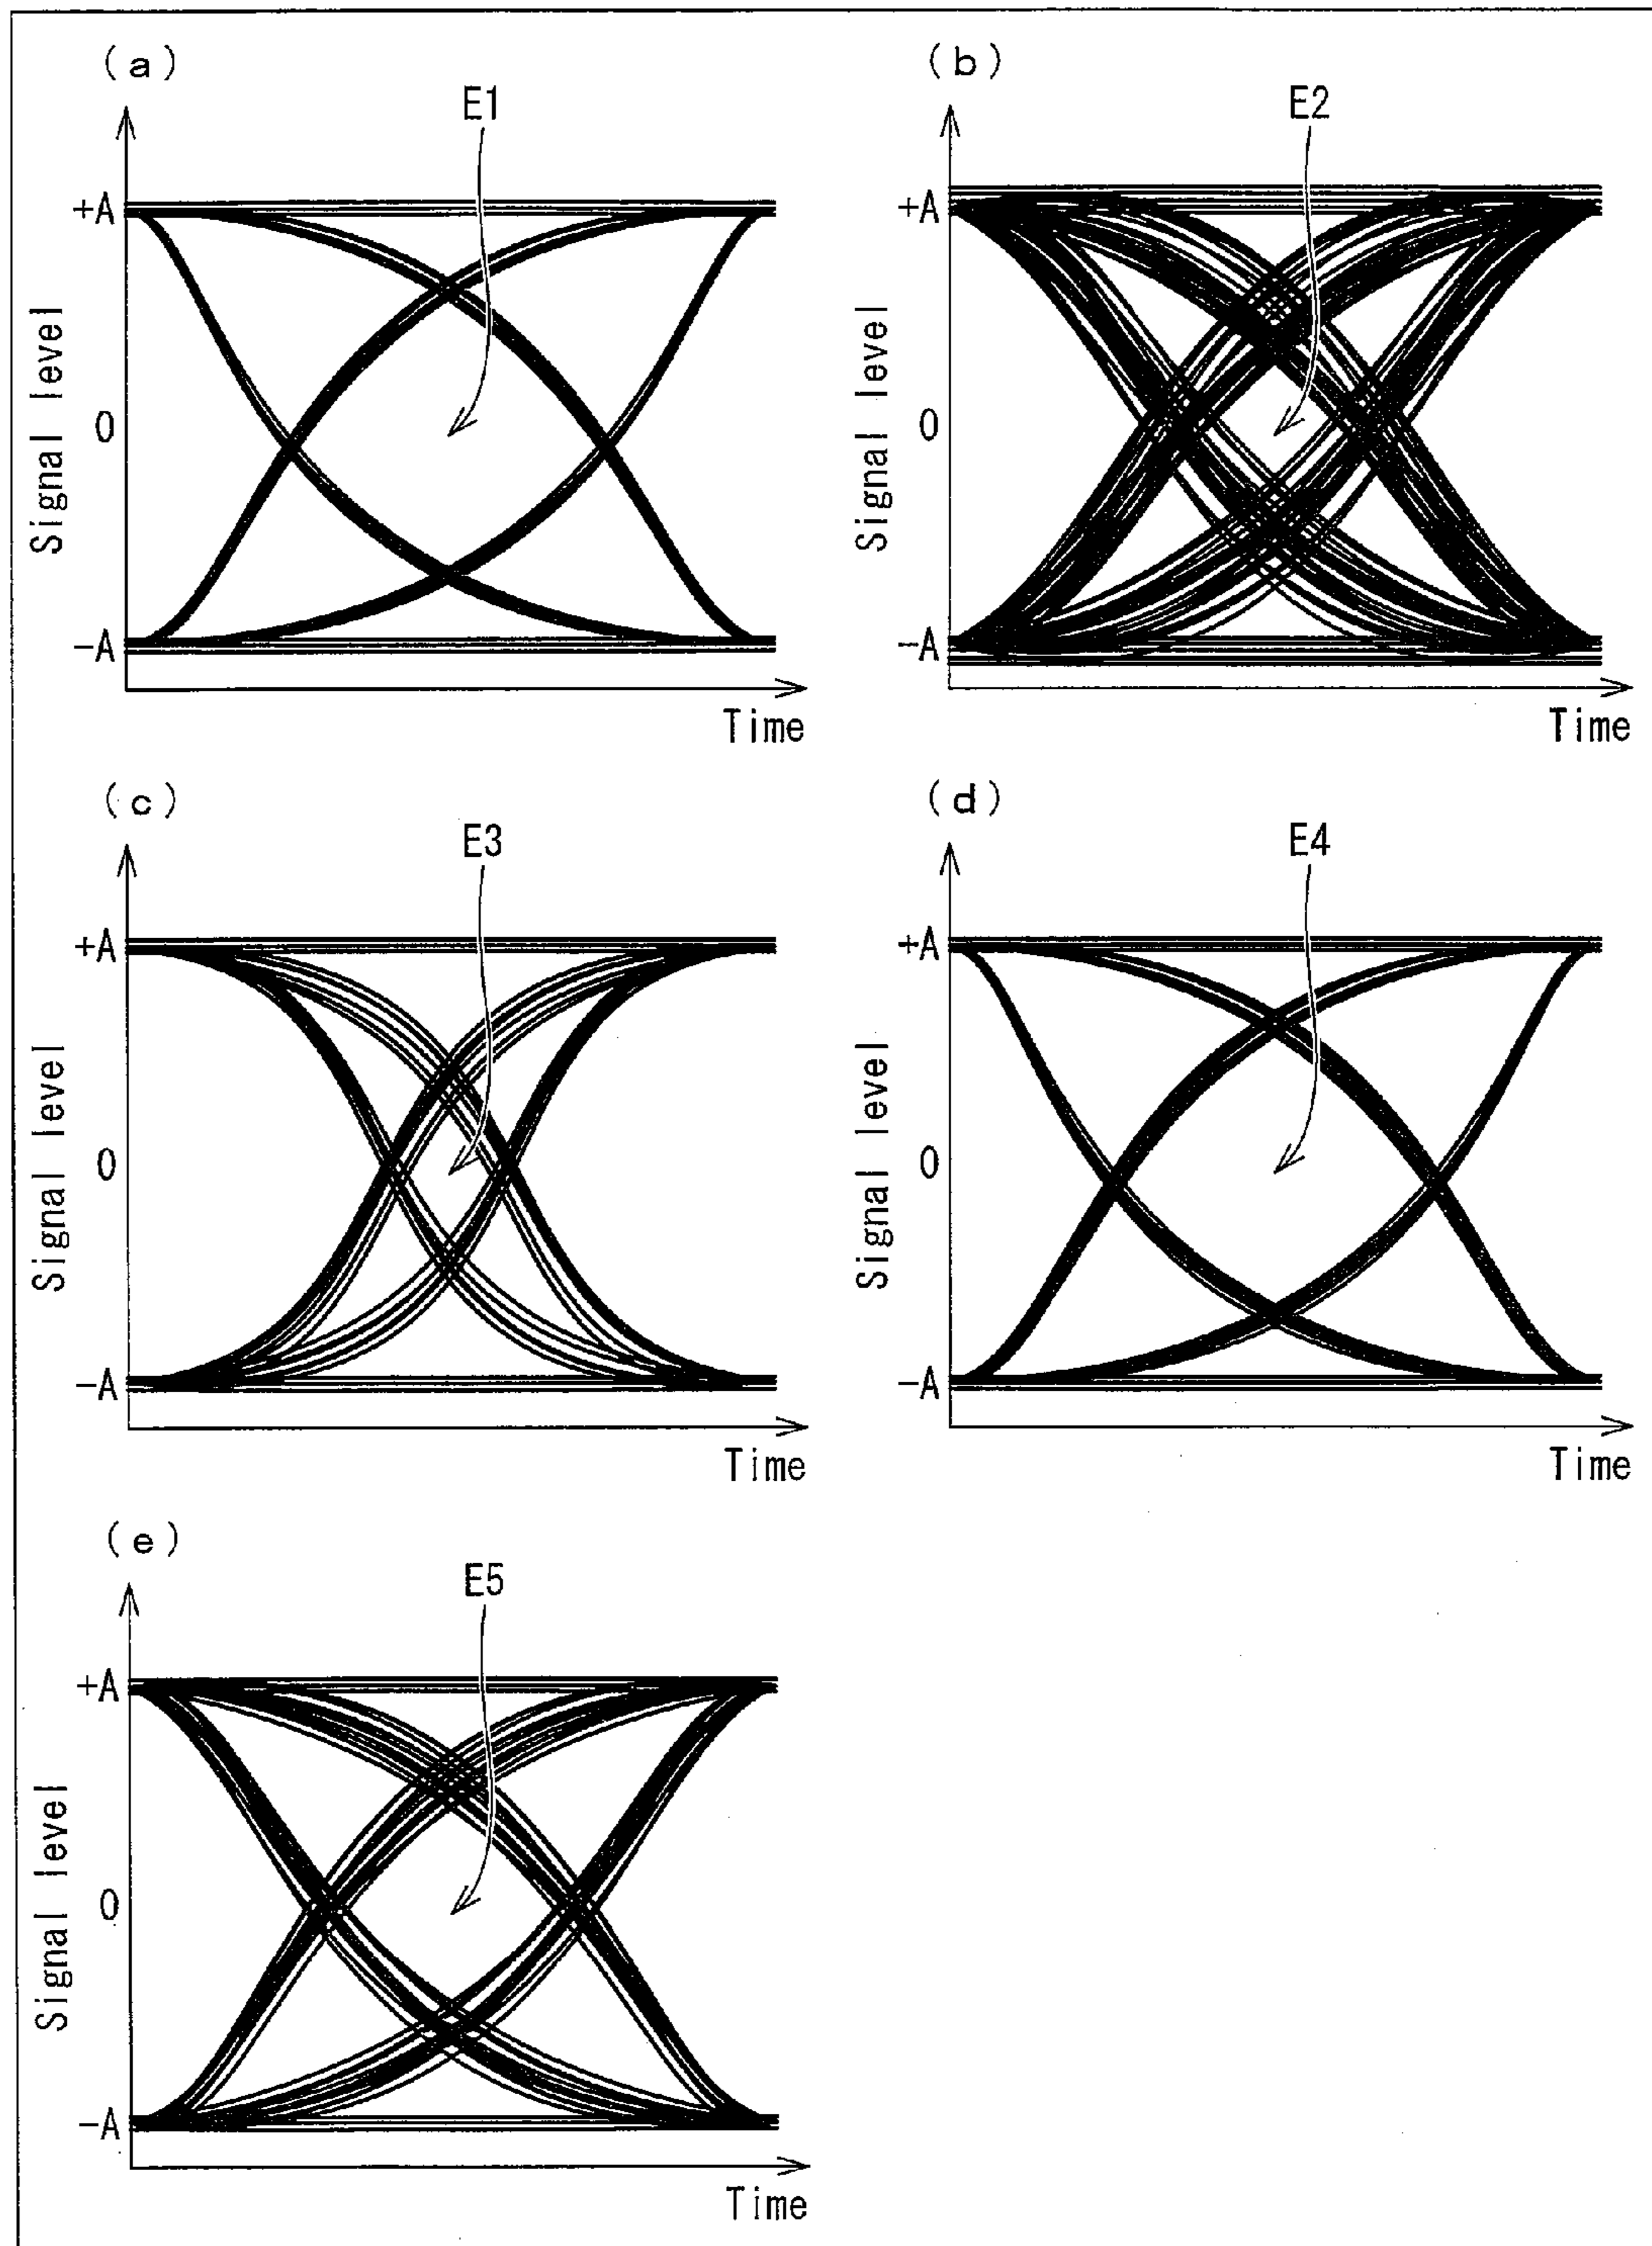 (a)
E1
+A
0
-A
Signal level
Time
(b)
E2
+A
0
-A
Signal level
Time
(c)
E3
+A
0
-A
Signal level
Time
(d)
E4
+A
0
-A
Signal level
Time
(e)
E5
+A
0
-A
Signal level
Time